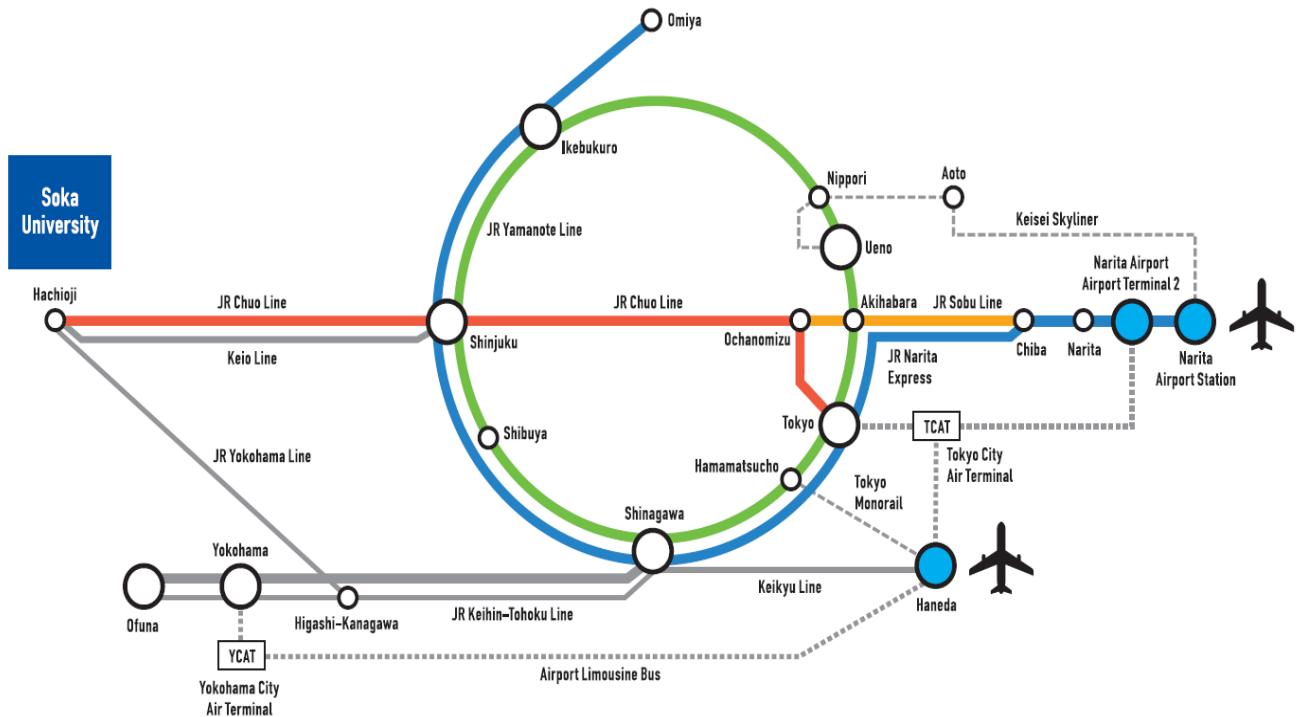 Omiya
Ikebukuro
Soka
University
Nippori
Aoto
JR Yamanote Line
Keisei Skyliner
Ueno
Narita Airport
Airport Terminal 2
Hachioji
JR Chuo Line
JR Chuo Line
Akihabara
JR Sobu Line
Keio Line
Shinjuku
Ochanomizu
JR Narita
Express
Chiba
Narita
Narita
Airport Station
Shibuya
Tokyo
TCAT
Tokyo City
Air Terminal
JR Yokohama Line
Hamamatsucho
Tokyo
Monorail
Shinagawa
Yokohama
Keikyu Line
Haneda
Ofuna
Higashi-Kanagawa
JR Keihin-Tohoku Line
YCAT
Airport Limousine Bus
Yokohama City
Air Terminal